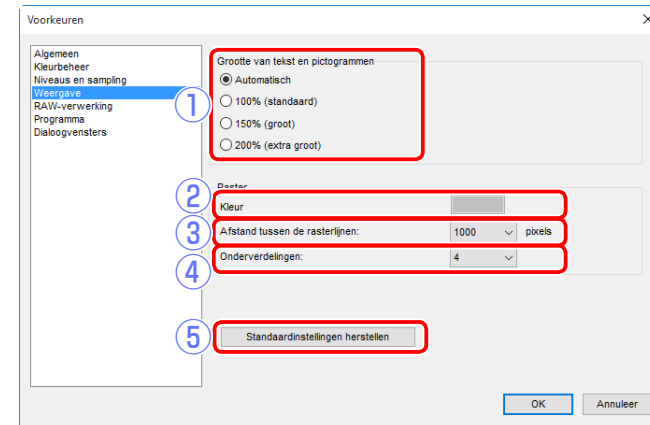 Voorkeuren
Algemeen
Kleurbeheer
Niveaus en sampling
Weergave
RAW-verwerking
Programma
Dialoogvensters
①
Grootte van tekst en pictogrammen
Automatisch
100% (standaard)
150% (groot)
200% (extra groot)
Raster
② Kleur
③ Afstand tussen de rasterlijnen: 1000 pixels
④ Onderverdelingen: 4
⑤ Standaardinstellingen herstellen
OK Annuleer